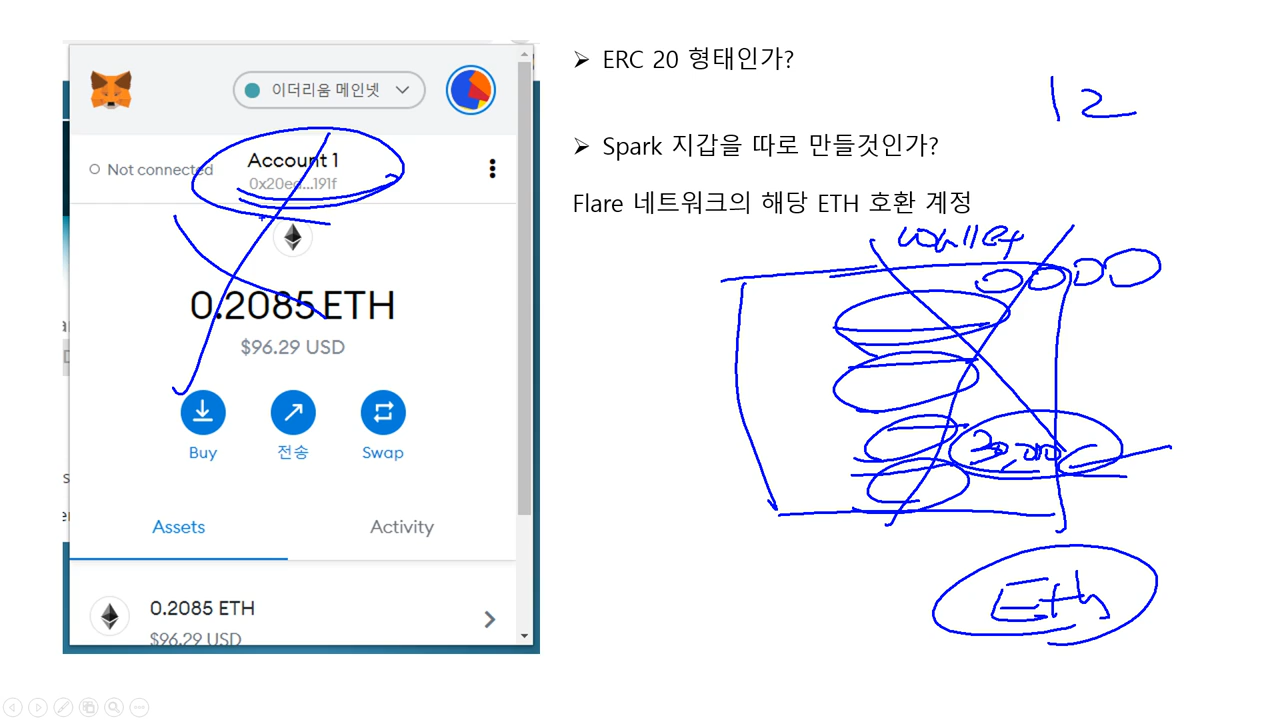 이더리움 메인넷
Not connected
Account 1
0x20ed...191f
0.2085 ETH
$96.29 USD
Buy
전송
Swap
Assets
Activity
0.2085 ETH
$96.29 USD
ERC 20 형태인가?
12
Spark 지갑을 따로 만들것인가?
Flare 네트워크의 해당 ETH 호환 계정
wallet
Eth